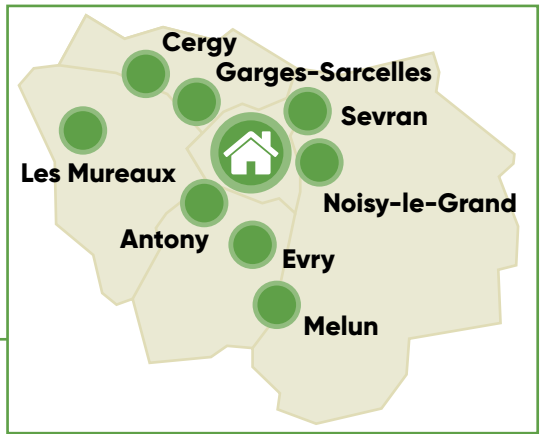 Cergy
Garges-Sarcelles
Sevran
Les Mureaux
Noisy-le-Grand
Antony
Evry
Melun